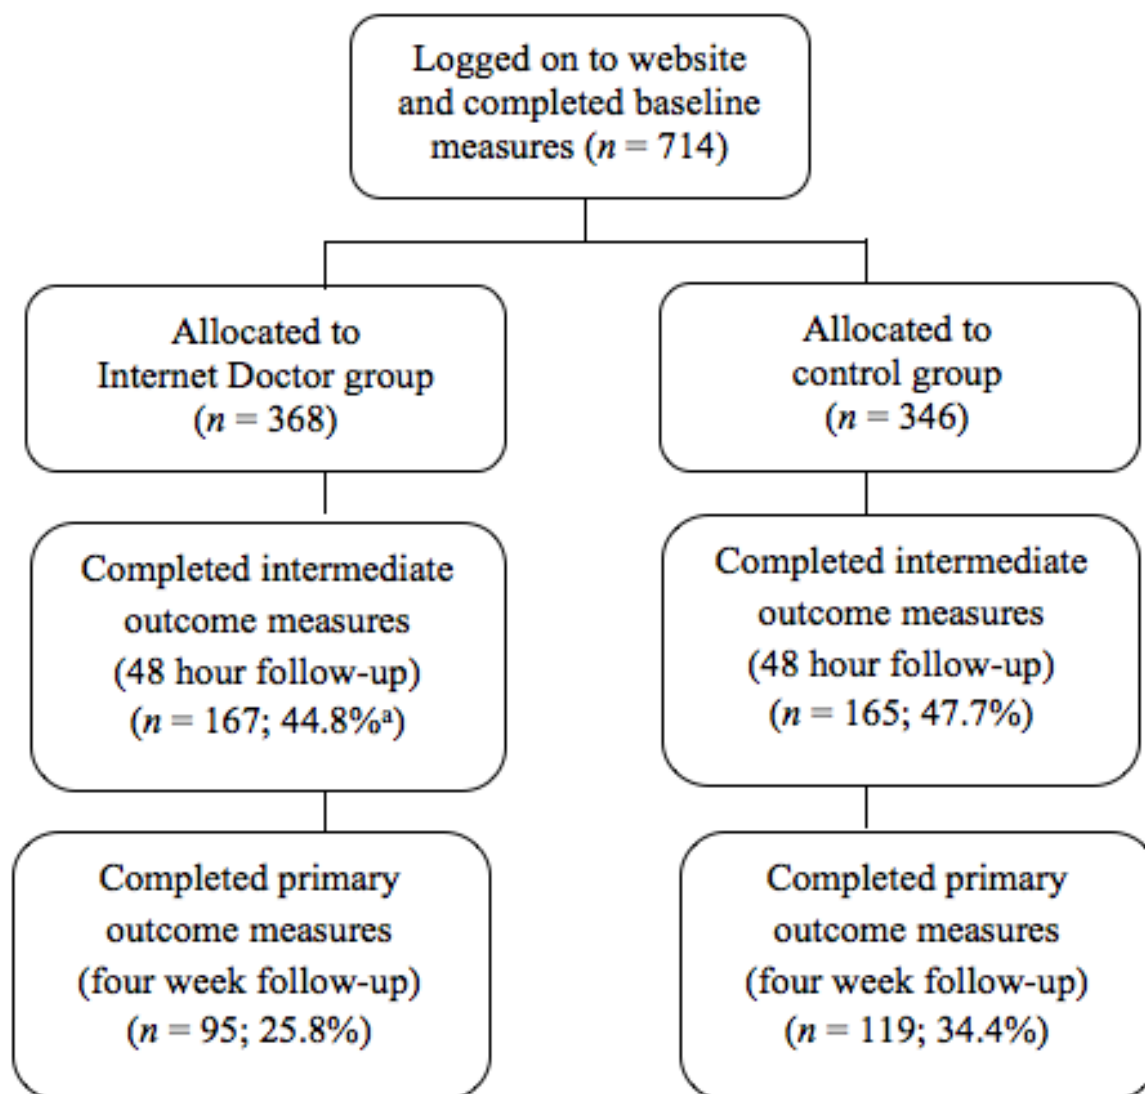 Logged on to website
and completed baseline
measures (n = 714)
Allocated to
Internet Doctor group
(n = 368)
Allocated to
control group
(n = 346)
Completed intermediate
outcome measures
(48 hour follow-up)
(n = 167; 44.8%ᵃ)
Completed intermediate
outcome measures
(48 hour follow-up)
(n = 165; 47.7%)
Completed primary
outcome measures
(four week follow-up)
(n = 95; 25.8%)
Completed primary
outcome measures
(four week follow-up)
(n = 119; 34.4%)